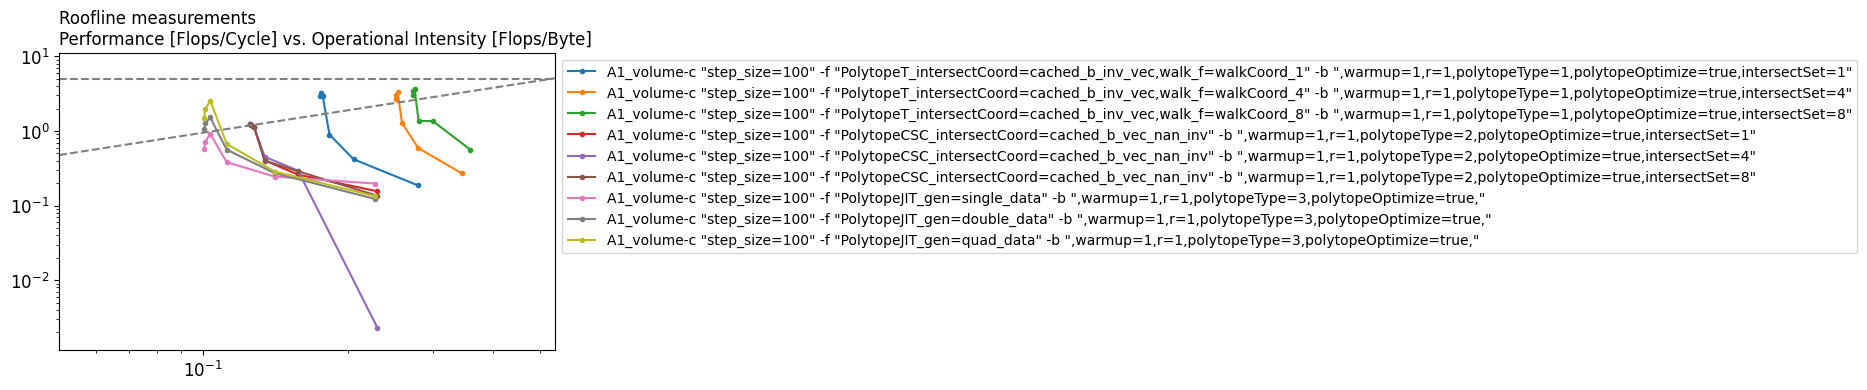 Roofline measurements
Performance [Flops/Cycle] vs. Operational Intensity [Flops/Byte]
10^1
10^0
10^-1
10^-2
10^-1
A1_volume-c "step_size=100" -f "PolytopeT_intersectCoord=cached_b_inv_vec,walk_f=walkCoord_1" -b ",warmup=1,r=1,polytopeType=1,polytopeOptimize=true,intersectSet=1"
A1_volume-c "step_size=100" -f "PolytopeT_intersectCoord=cached_b_inv_vec,walk_f=walkCoord_4" -b ",warmup=1,r=1,polytopeType=1,polytopeOptimize=true,intersectSet=4"
A1_volume-c "step_size=100" -f "PolytopeT_intersectCoord=cached_b_inv_vec,walk_f=walkCoord_8" -b ",warmup=1,r=1,polytopeType=1,polytopeOptimize=true,intersectSet=8"
A1_volume-c "step_size=100" -f "PolytopeCSC_intersectCoord=cached_b_vec_nan_inv" -b ",warmup=1,r=1,polytopeType=2,polytopeOptimize=true,intersectSet=1"
A1_volume-c "step_size=100" -f "PolytopeCSC_intersectCoord=cached_b_vec_nan_inv" -b ",warmup=1,r=1,polytopeType=2,polytopeOptimize=true,intersectSet=4"
A1_volume-c "step_size=100" -f "PolytopeCSC_intersectCoord=cached_b_vec_nan_inv" -b ",warmup=1,r=1,polytopeType=2,polytopeOptimize=true,intersectSet=8"
A1_volume-c "step_size=100" -f "PolytopeJIT_gen=single_data" -b ",warmup=1,r=1,polytopeType=3,polytopeOptimize=true,"
A1_volume-c "step_size=100" -f "PolytopeJIT_gen=double_data" -b ",warmup=1,r=1,polytopeType=3,polytopeOptimize=true,"
A1_volume-c "step_size=100" -f "PolytopeJIT_gen=quad_data" -b ",warmup=1,r=1,polytopeType=3,polytopeOptimize=true,"